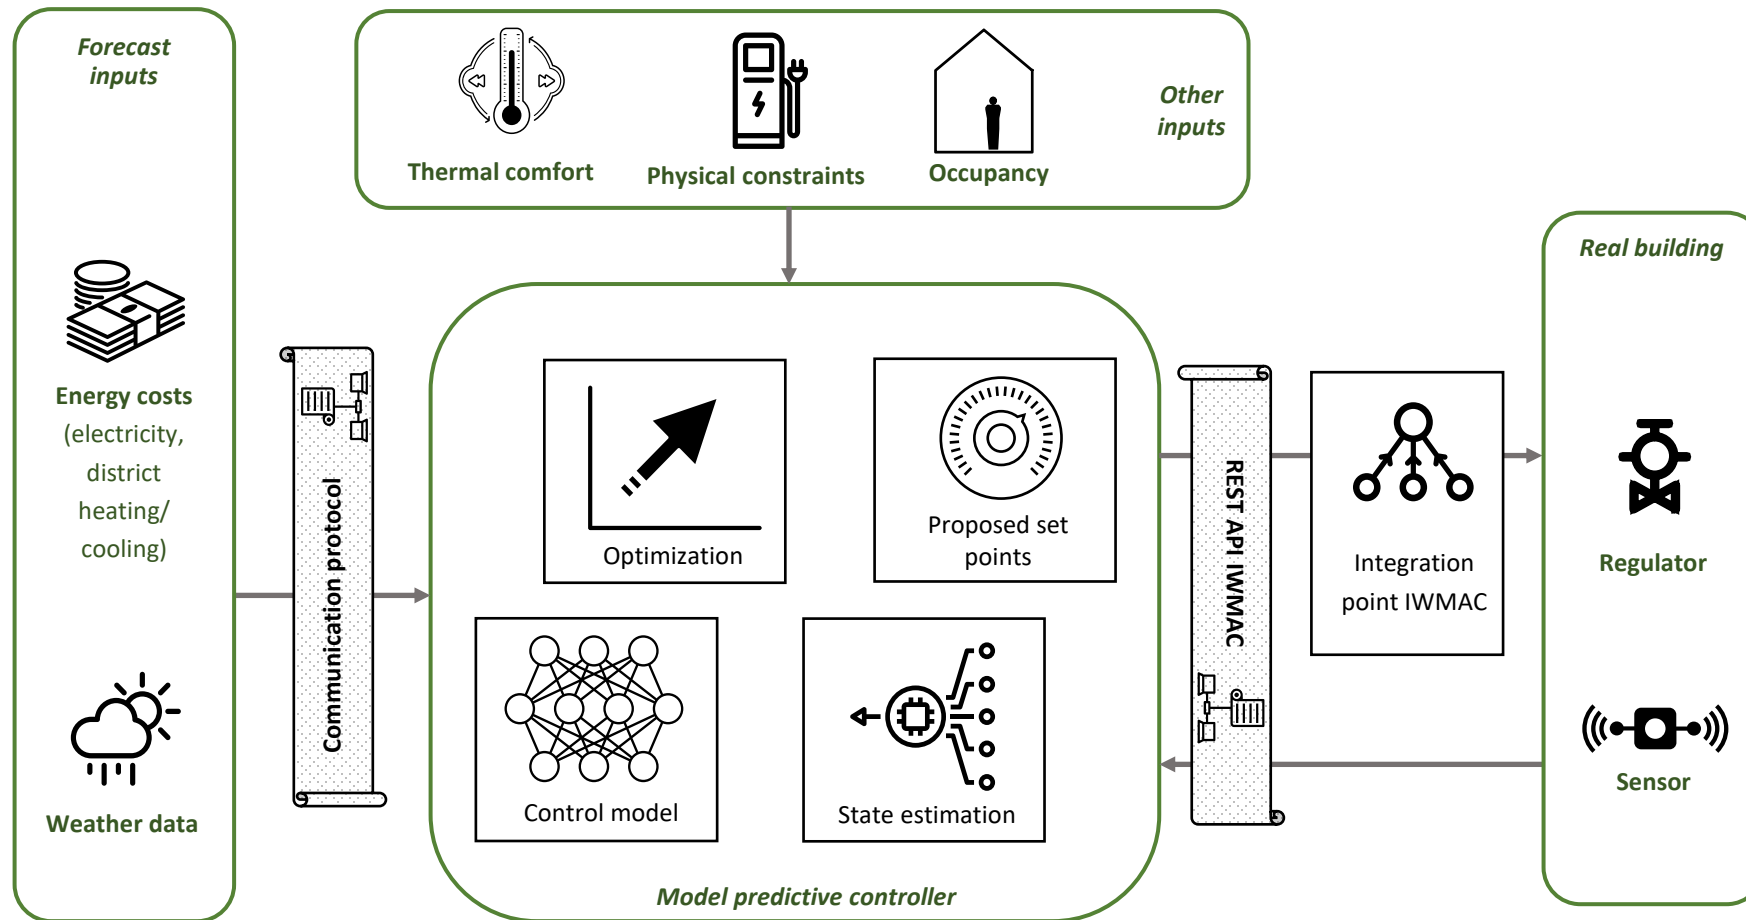 Forecast
inputs
Energy costs
(electricity,
district
heating/
cooling)
Weather data
Communication protocol
Thermal comfort
Physical constraints
Occupancy
Other
inputs
Optimization
Proposed set
points
Control model
State estimation
Model predictive controller
REST API IWMAC
Integration
point IWMAC
Real building
Regulator
Sensor